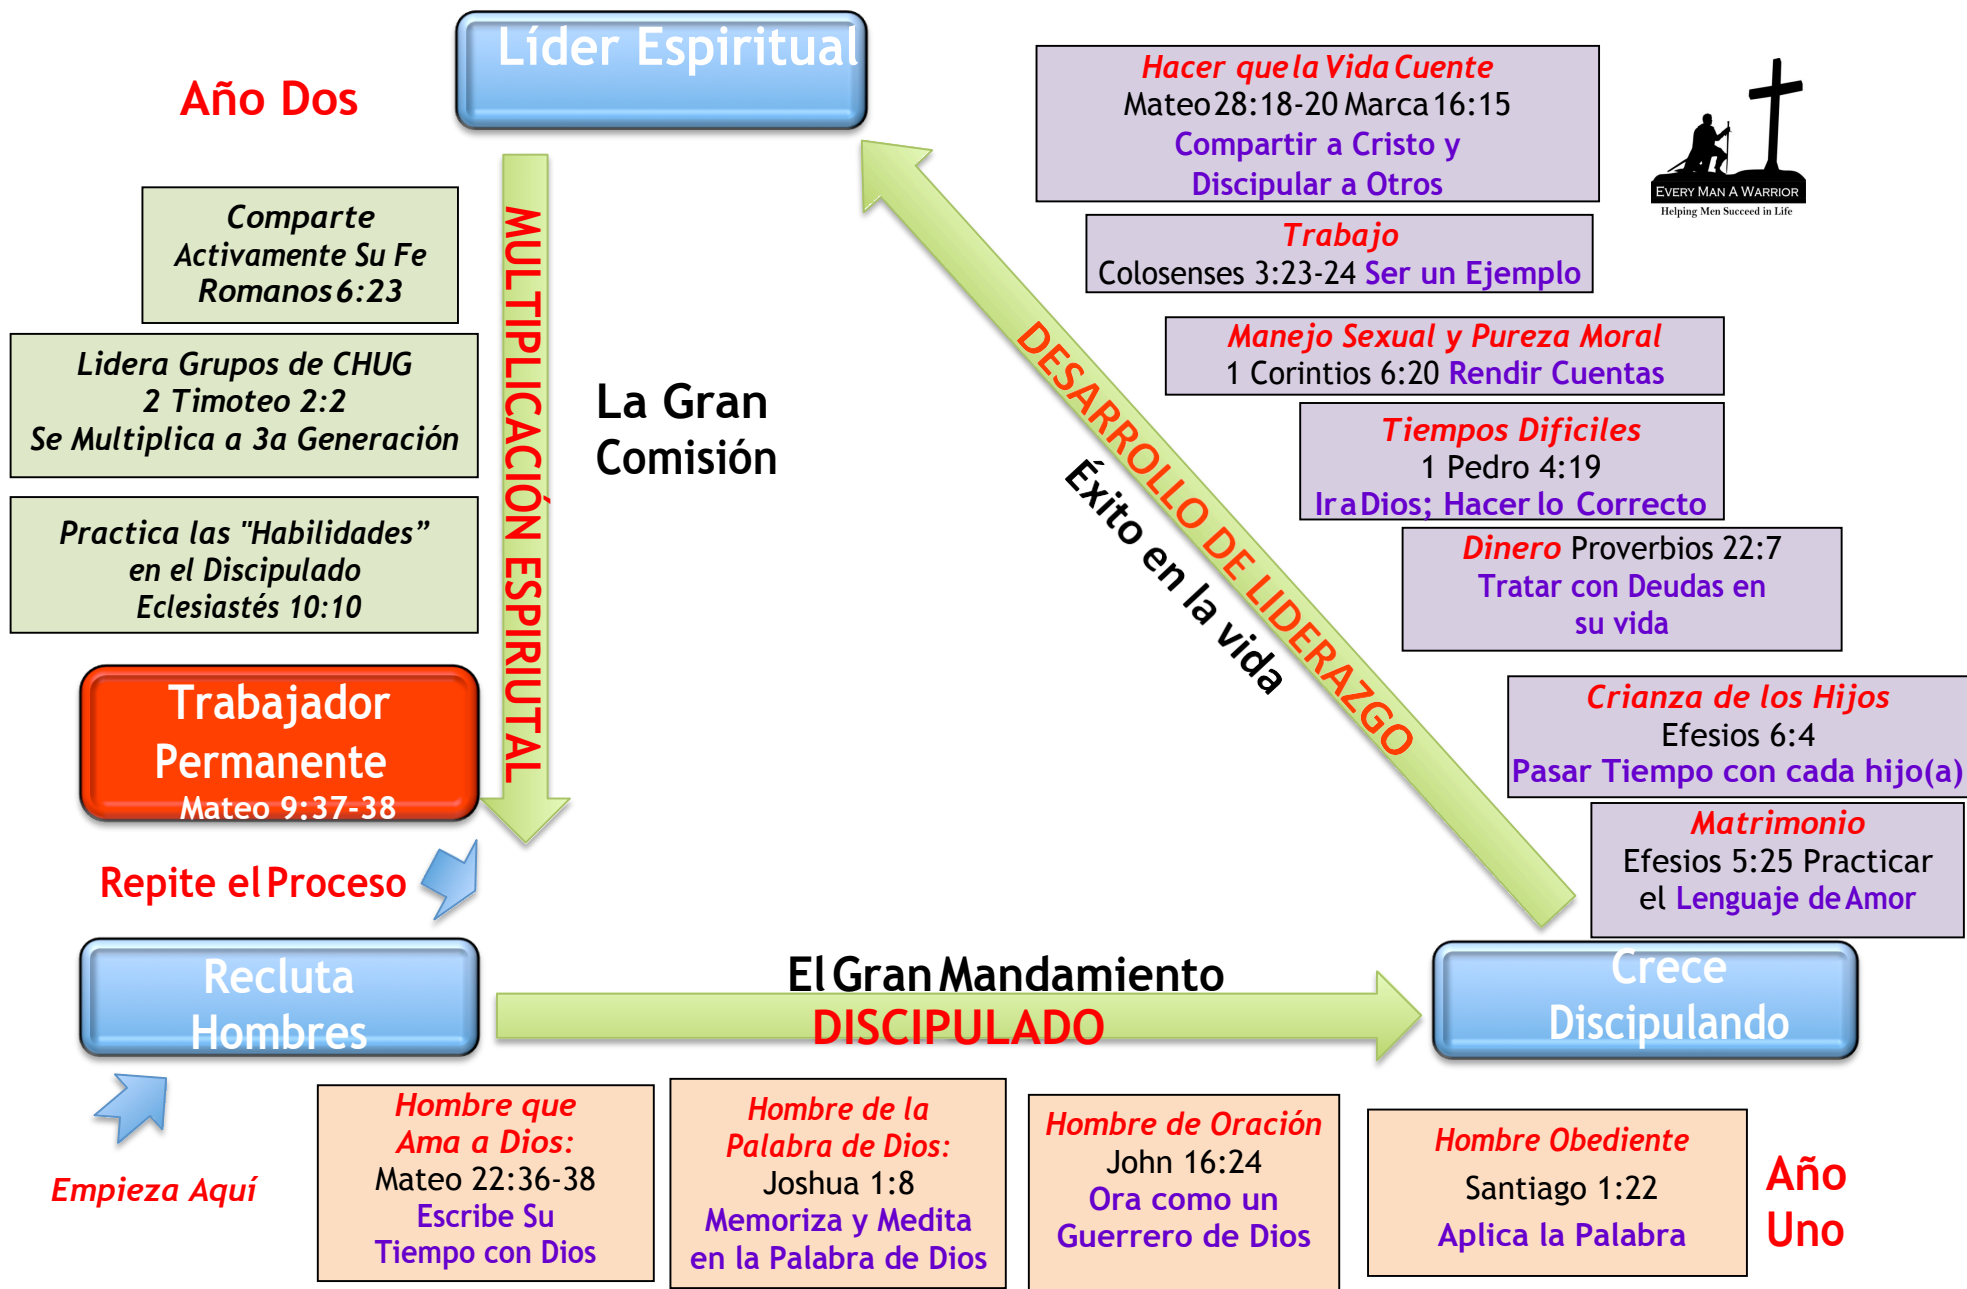 Líder Espiritual
Año Dos
Comparte
Activamente Su Fe
Romanos 6:23
Lidera Grupos de CHUG
2 Timoteo 2:2
Se Multiplica a 3a Generación
Practica las "Habilidades”
en el Discipulado
Eclesiastés 10:10
MULTIPLICACIÓN ESPIRIUTAL
La Gran
Comisión
Trabajador
Permanente
Mateo 9:37-38
Repite el Proceso
Recluta
Hombres
Empieza Aquí
El Gran Mandamiento
DISCIPULADO
Hombre que
Ama a Dios:
Mateo 22:36-38
Escribe Su
Tiempo con Dios
Hombre de la
Palabra de Dios:
Joshua 1:8
Memoriza y Medita
en la Palabra de Dios
Hombre de Oración
John 16:24
Ora como un
Guerrero de Dios
Hombre Obediente
Santiago 1:22
Aplica la Palabra
Año
Uno
Crece
Discipulando
DESARROLLO DE LIDERAZGO
Éxito en la vida
Hacer que la Vida Cuente
Mateo 28:18-20 Marca 16:15
Compartir a Cristo y
Discipular a Otros
Trabajo
Colosenses 3:23-24 Ser un Ejemplo
Manejo Sexual y Pureza Moral
1 Corintios 6:20 Rendir Cuentas
Tiempos Dificiles
1 Pedro 4:19
Ir a Dios; Hacer lo Correcto
Dinero Proverbios 22:7
Tratar con Deudas en
su vida
Crianza de los Hijos
Efesios 6:4
Pasar Tiempo con cada hijo(a)
Matrimonio
Efesios 5:25 Practicar
el Lenguaje de Amor
EVERY MAN A WARRIOR
Helping Men Succeed in Life